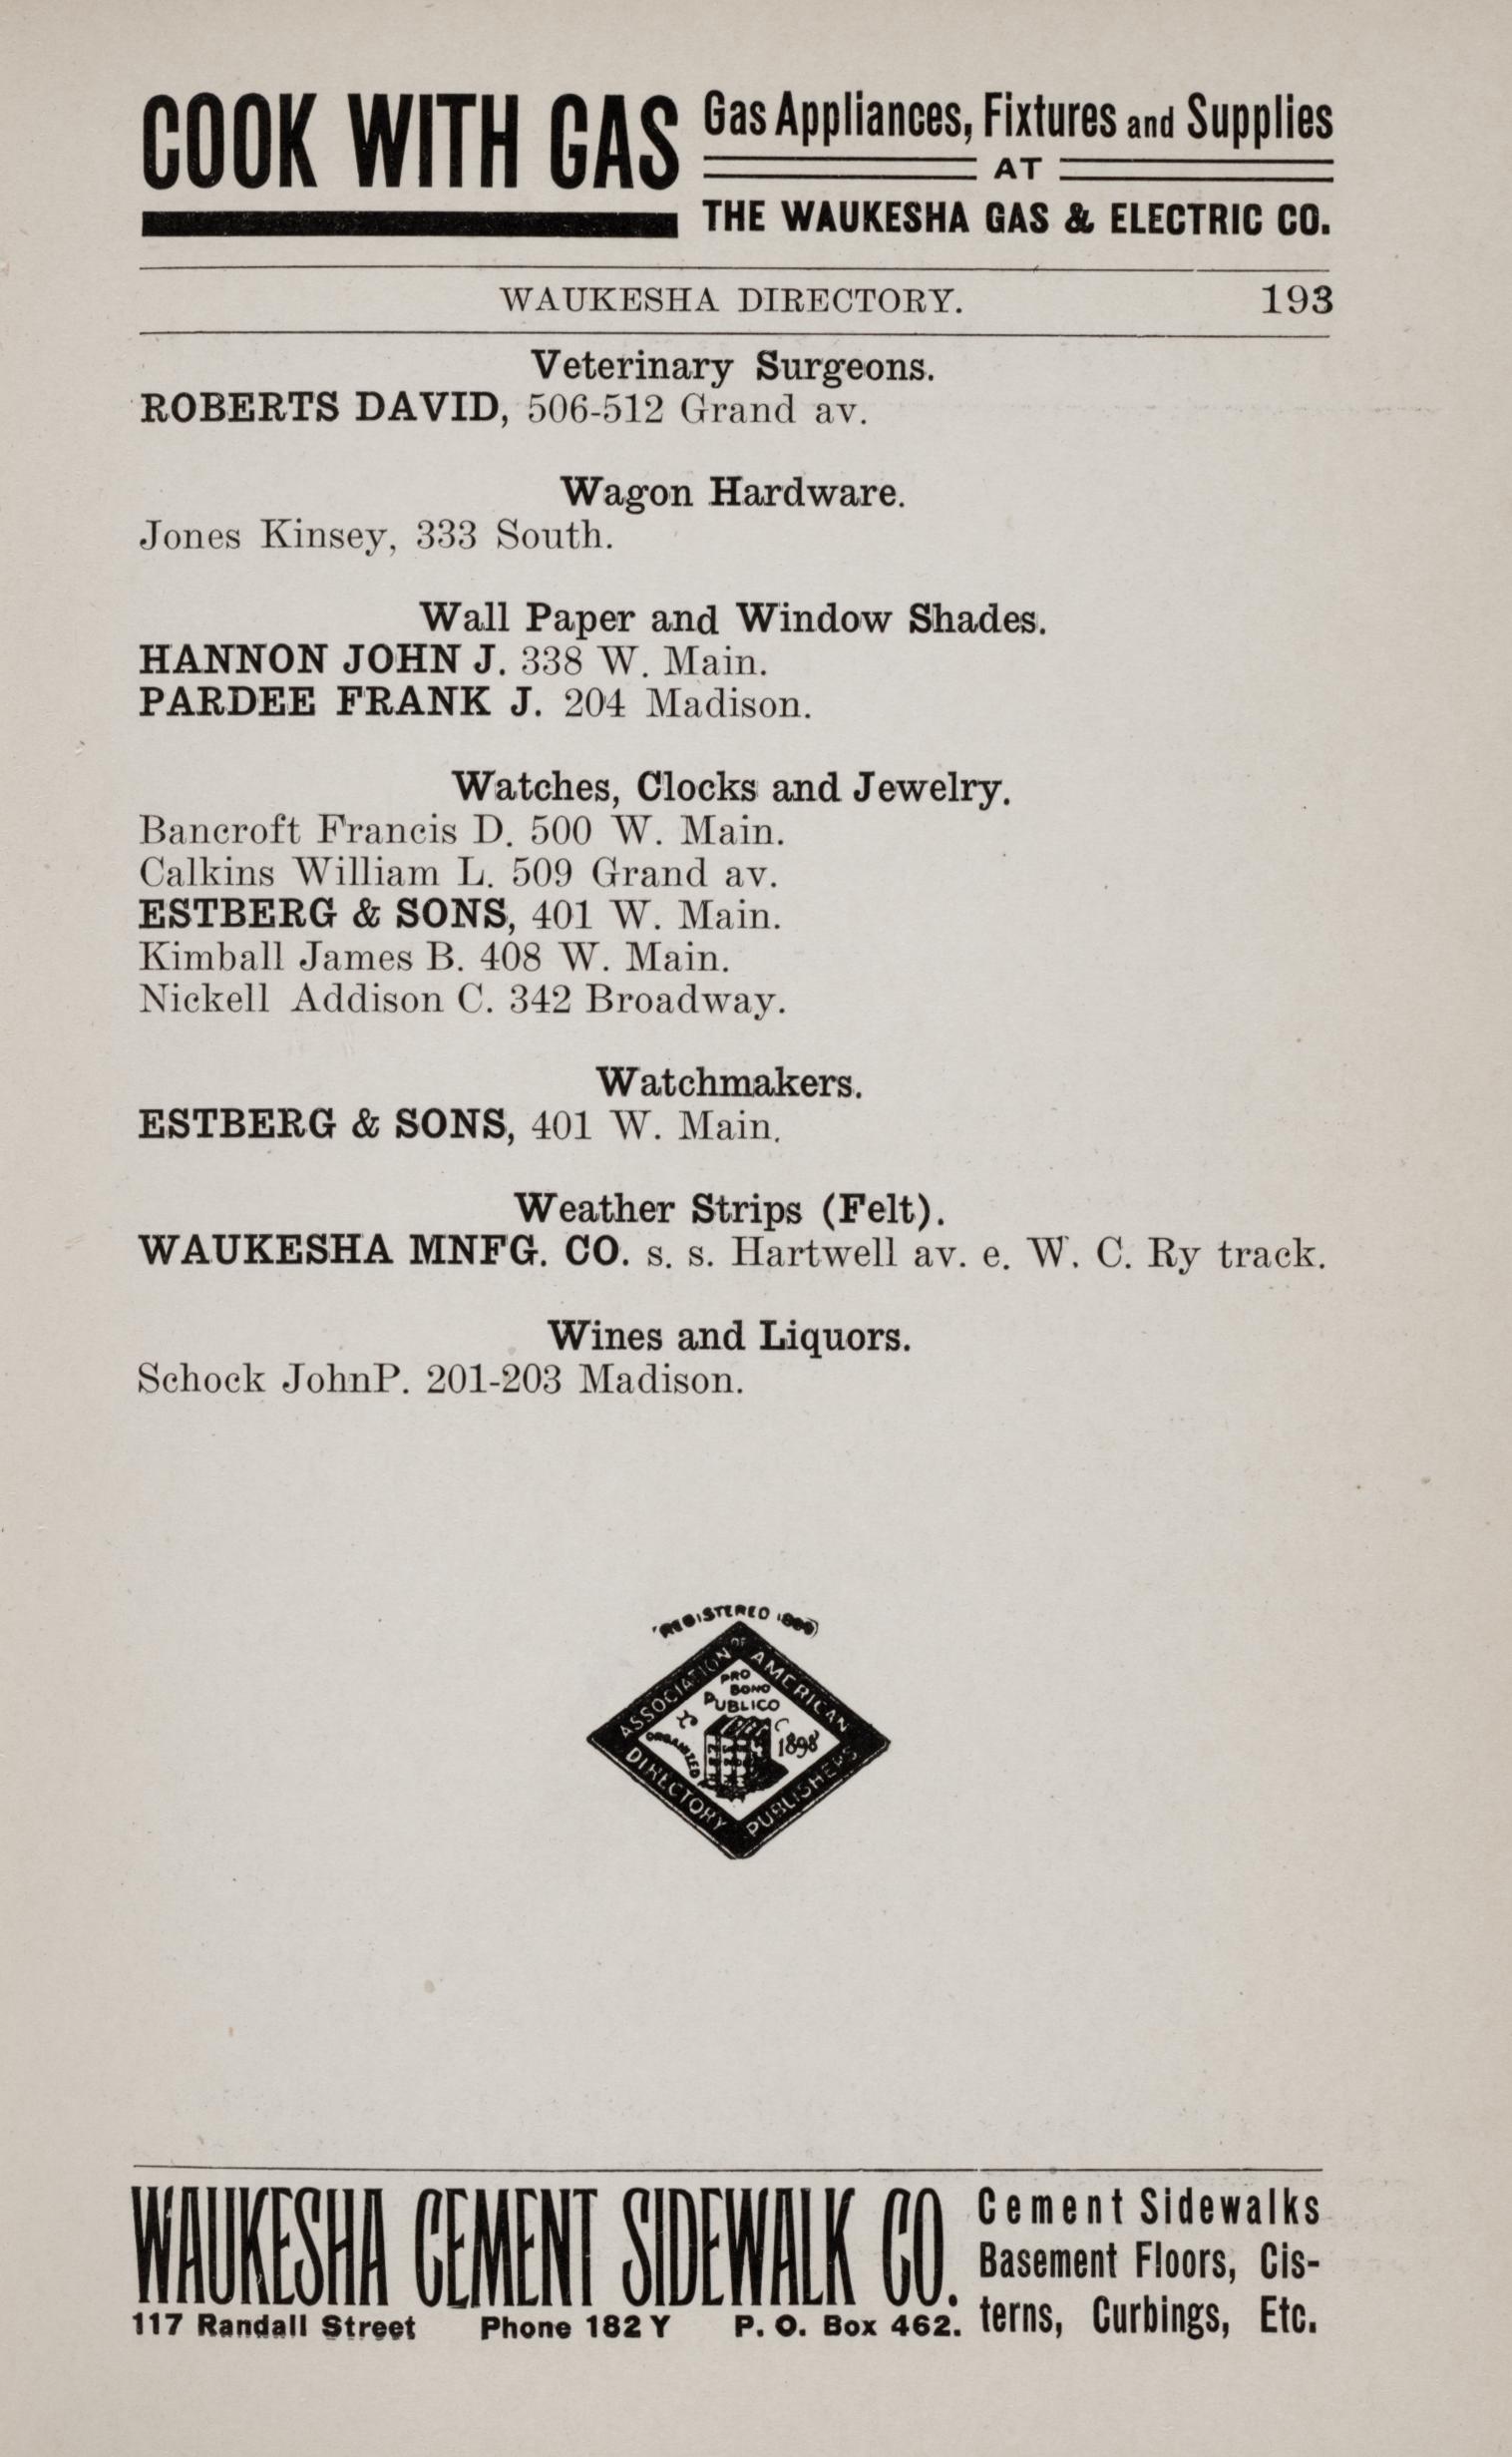 COOK WITH GAS
Gas Appliances, Fixtures and Supplies
AT
THE WAUKESHA GAS & ELECTRIC CO.
WAUKESHA DIRECTORY. 193
Veterinary Surgeons.
ROBERTS DAVID, 506-512 Grand av.
Wagon Hardware.
Jones Kinsey, 333 South.
Wall Paper and Window Shades.
HANNON JOHN J. 338 W. Main.
PARDEE FRANK J. 204 Madison.
Watches, Clocks and Jewelry.
Bancroft Francis D. 500 W. Main.
Calkins William L. 509 Grand av.
ESTBERG & SONS, 401 W. Main.
Kimball James B. 408 W. Main.
Nickell Addison C. 342 Broadway.
Watchmakers.
ESTBERG & SONS, 401 W. Main.
Weather Strips (Felt).
WAUKESHA MNFG. CO. s. s. Hartwell av. e. W. C. Ry track.
Wines and Liquors.
Schock JohnP. 201-203 Madison.
REGISTERED
ASSOCIATION OF AMERICAN
DIRECTORY PUBLISHERS
PRO
BONO
PUBLICO
ORGANIZED
1898
WAUKESHA CEMENT SIDEWALK CO.
117 Randall Street Phone 182 Y P. O. Box 462.
Cement Sidewalks
Basement Floors, Cis-
terns, Curbings, Etc.